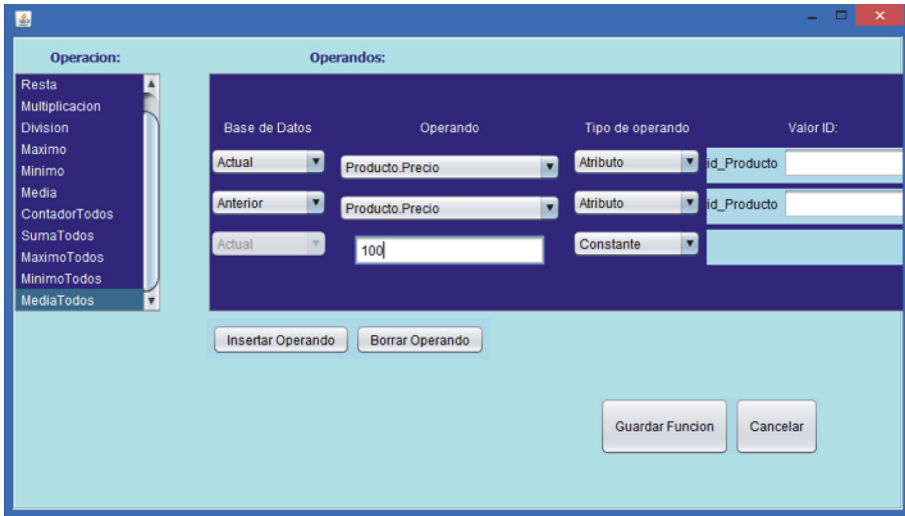 Operacion: Operandos:
Resta
Multiplicacion
Division
Maximo
Minimo
Media
ContadorTodos
SumaTodos
MaximoTodos
MinimoTodos
MediaTodos
Base de Datos Operando Tipo de operando Valor ID:
Actual Producto.Precio Atributo id_Producto
Anterior Producto.Precio Atributo id_Producto
Actual 100 Constante
Insertar Operando Borrar Operando
Guardar Funcion Cancelar